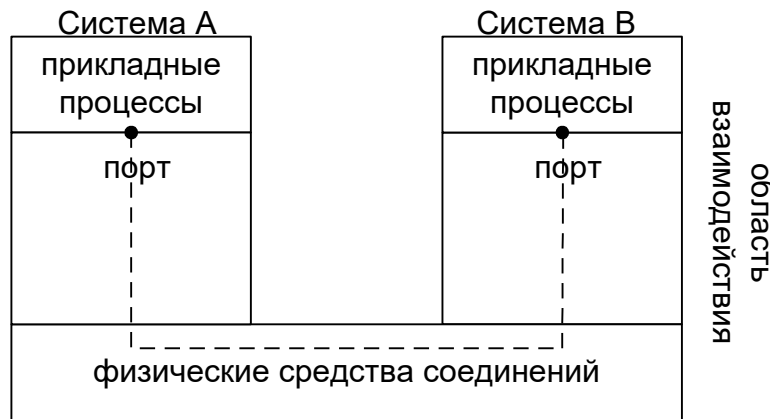 Система А
Система В
прикладные
процессы
прикладные
процессы
порт
порт
область
взаимодействия
физические средства соединений